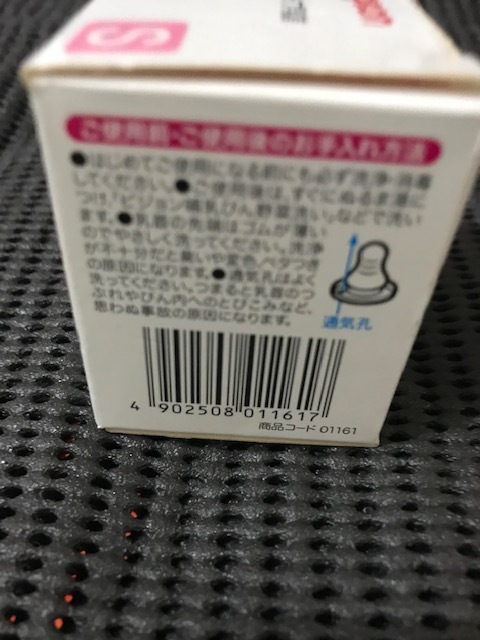 S
ご使用前・ご使用後のお手入れ方法
●はじめてご使用になる前にも必ず洗浄・消毒
してください。●ご使用後は、すぐにぬるま湯に
つけ、ピジョン哺乳びん野菜洗い」などで洗い
ます。●乳首の先端はゴムが薄い
のでやさしく洗ってください。洗浄
が不十分だと臭いや変色、ベタつき
の原因になります。●通気孔はよく
洗ってください。つまると乳首のつ
ぶれやびん内へのとびこみなど、
思わぬ事故の原因になります。
通気孔
4 902508 011617
商品コード 01161